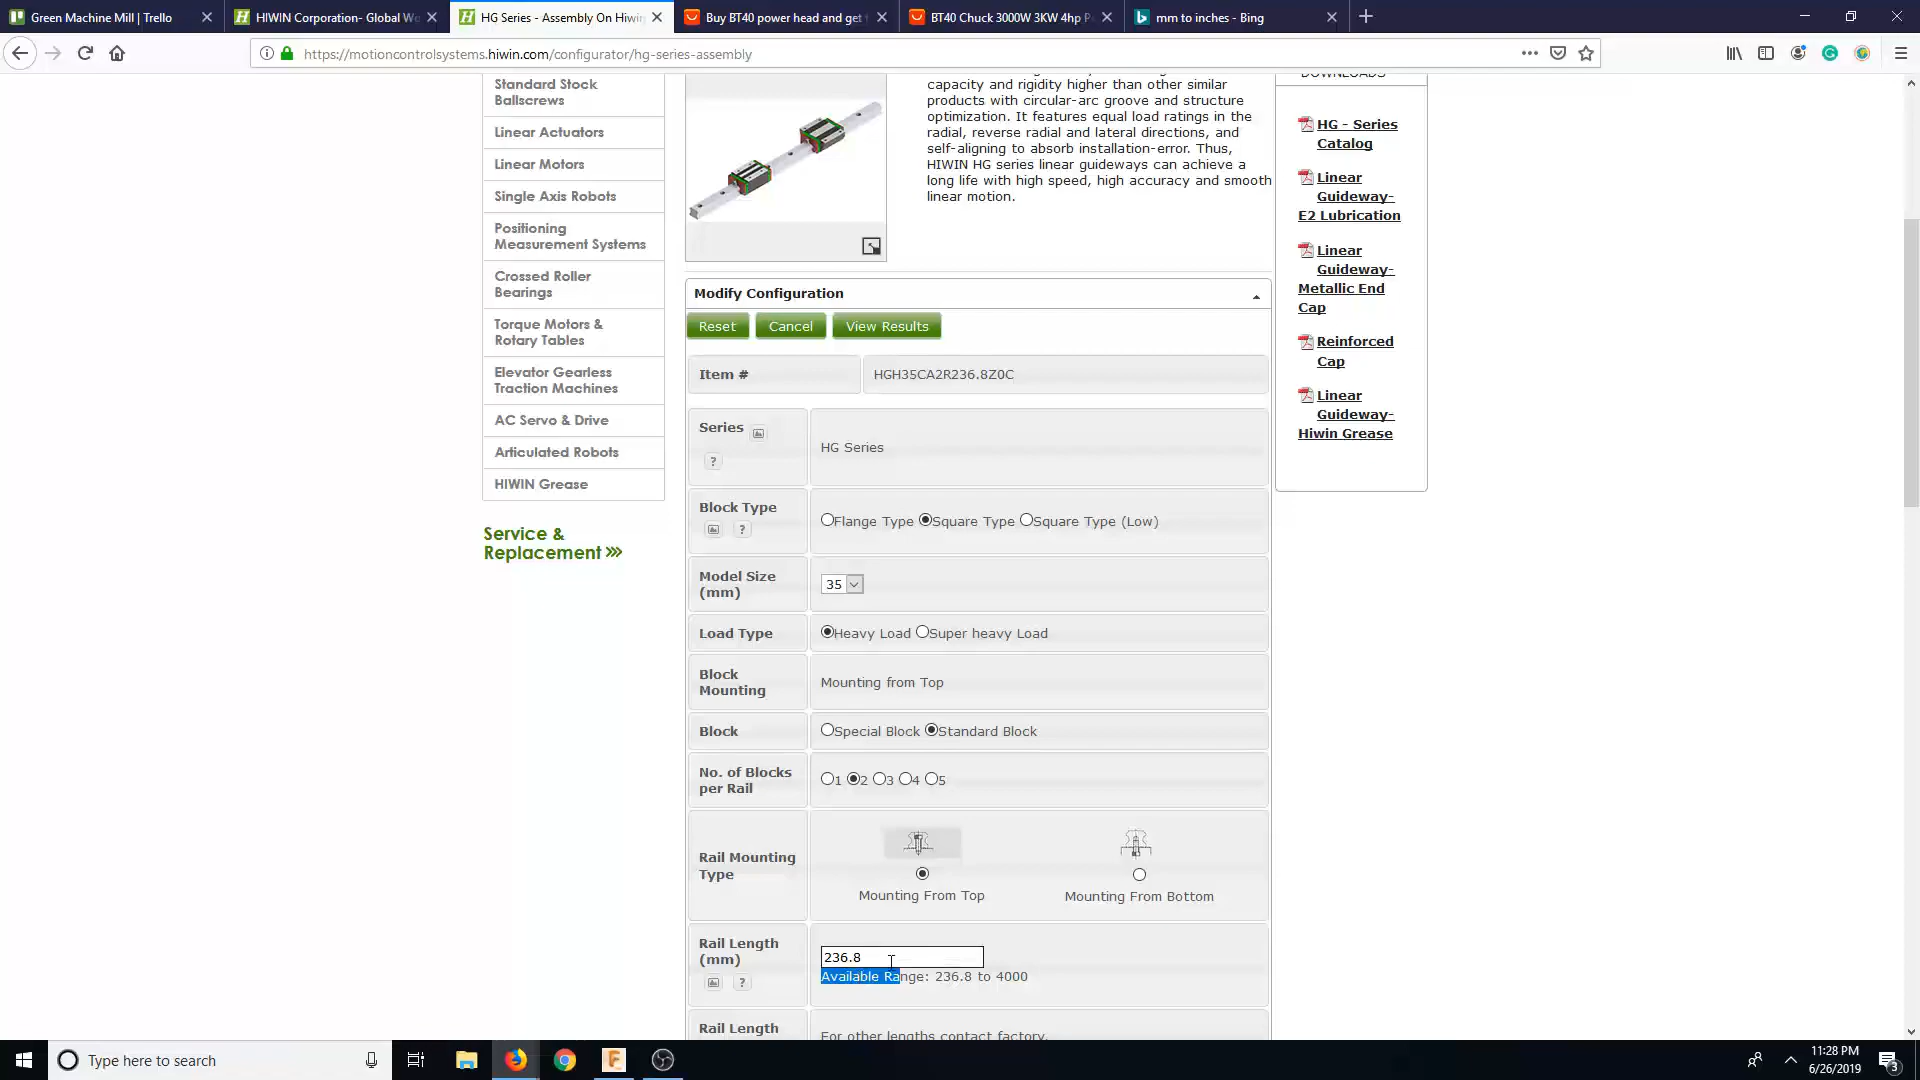 Green Machine Mill | Trello
HIWIN Corporation- Global Wo
HG Series - Assembly On Hiwin
Buy BT40 power head and get f
BT40 Chuck 3000W 3KW 4hp P
mm to inches - Bing
https://motioncontrolsystems.hiwin.com/configurator/hg-series-assembly
Standard Stock
Ballscrews
Linear Actuators
Linear Motors
Single Axis Robots
Positioning
Measurement Systems
Crossed Roller
Bearings
Torque Motors &
Rotary Tables
Elevator Gearless
Traction Machines
AC Servo & Drive
Articulated Robots
HIWIN Grease
Service &
Replacement
capacity and rigidity higher than other similar
products with circular-arc groove and structure
optimization. It features equal load ratings in the
radial, reverse radial and lateral directions, and
self-aligning to absorb installation-error. Thus,
HIWIN HG series linear guideways can achieve a
long life with high speed, high accuracy and smooth
linear motion.
DOWNLOADS
HG - Series
Catalog
Linear
Guideway-
E2 Lubrication
Linear
Guideway-
Metallic End
Cap
Reinforced
Cap
Linear
Guideway-
Hiwin Grease
Modify Configuration
Reset Cancel View Results
Item # HGH35CA2R236.8Z0C
Series
?
HG Series
Block Type
?
Flange Type Square Type Square Type (Low)
Model Size
(mm)
35
Load Type Heavy Load Super heavy Load
Block
Mounting
Mounting from Top
Block Special Block Standard Block
No. of Blocks
per Rail
1 2 3 4 5
Rail Mounting
Type
Mounting From Top Mounting From Bottom
Rail Length
(mm)
?
236.8
Available Range: 236.8 to 4000
Rail Length
For other lengths contact factory.
Type here to search
11:28 PM
6/26/2019
3